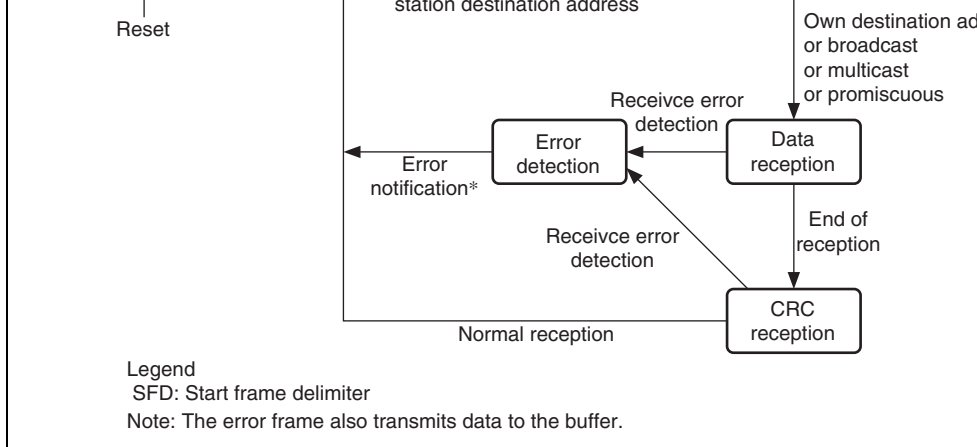 station destination address
Reset
Own destination ad
or broadcast
or multicast
or promiscuous
Receivce error
detection
Data
reception
Error
detection
Error
notification*
End of
reception
Receivce error
detection
CRC
reception
Normal reception
Legend
SFD: Start frame delimiter
Note: The error frame also transmits data to the buffer.